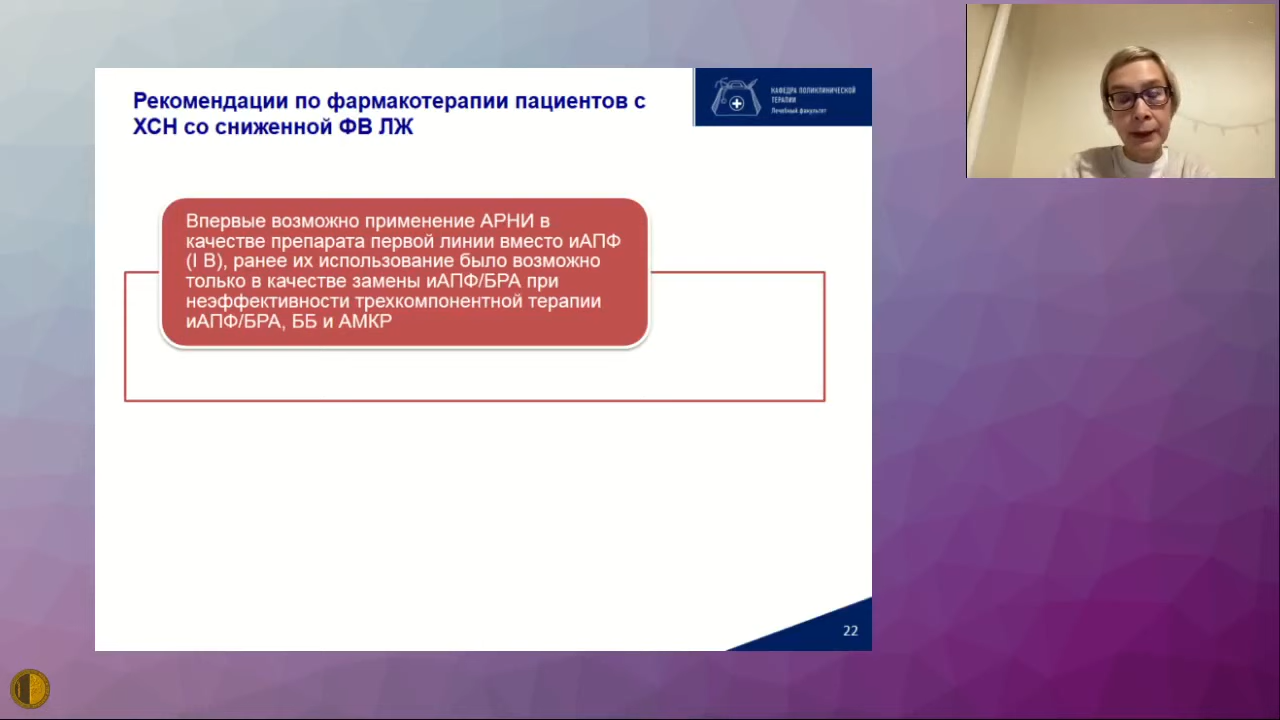 Рекомендации по фармакотерапии пациентов с
ХСН со сниженной ФВ ЛЖ
КАФЕДРА ПОЛИКЛИНИЧЕСКОЙ
ТЕРАПИИ
Лечебный факультет
Впервые возможно применение АРНИ в
качестве препарата первой линии вместо иАПФ
(I B), ранее их использование было возможно
только в качестве замены иАПФ/БРА при
неэффективности трехкомпонентной терапии
иАПФ/БРА, ББ и АМКР
22